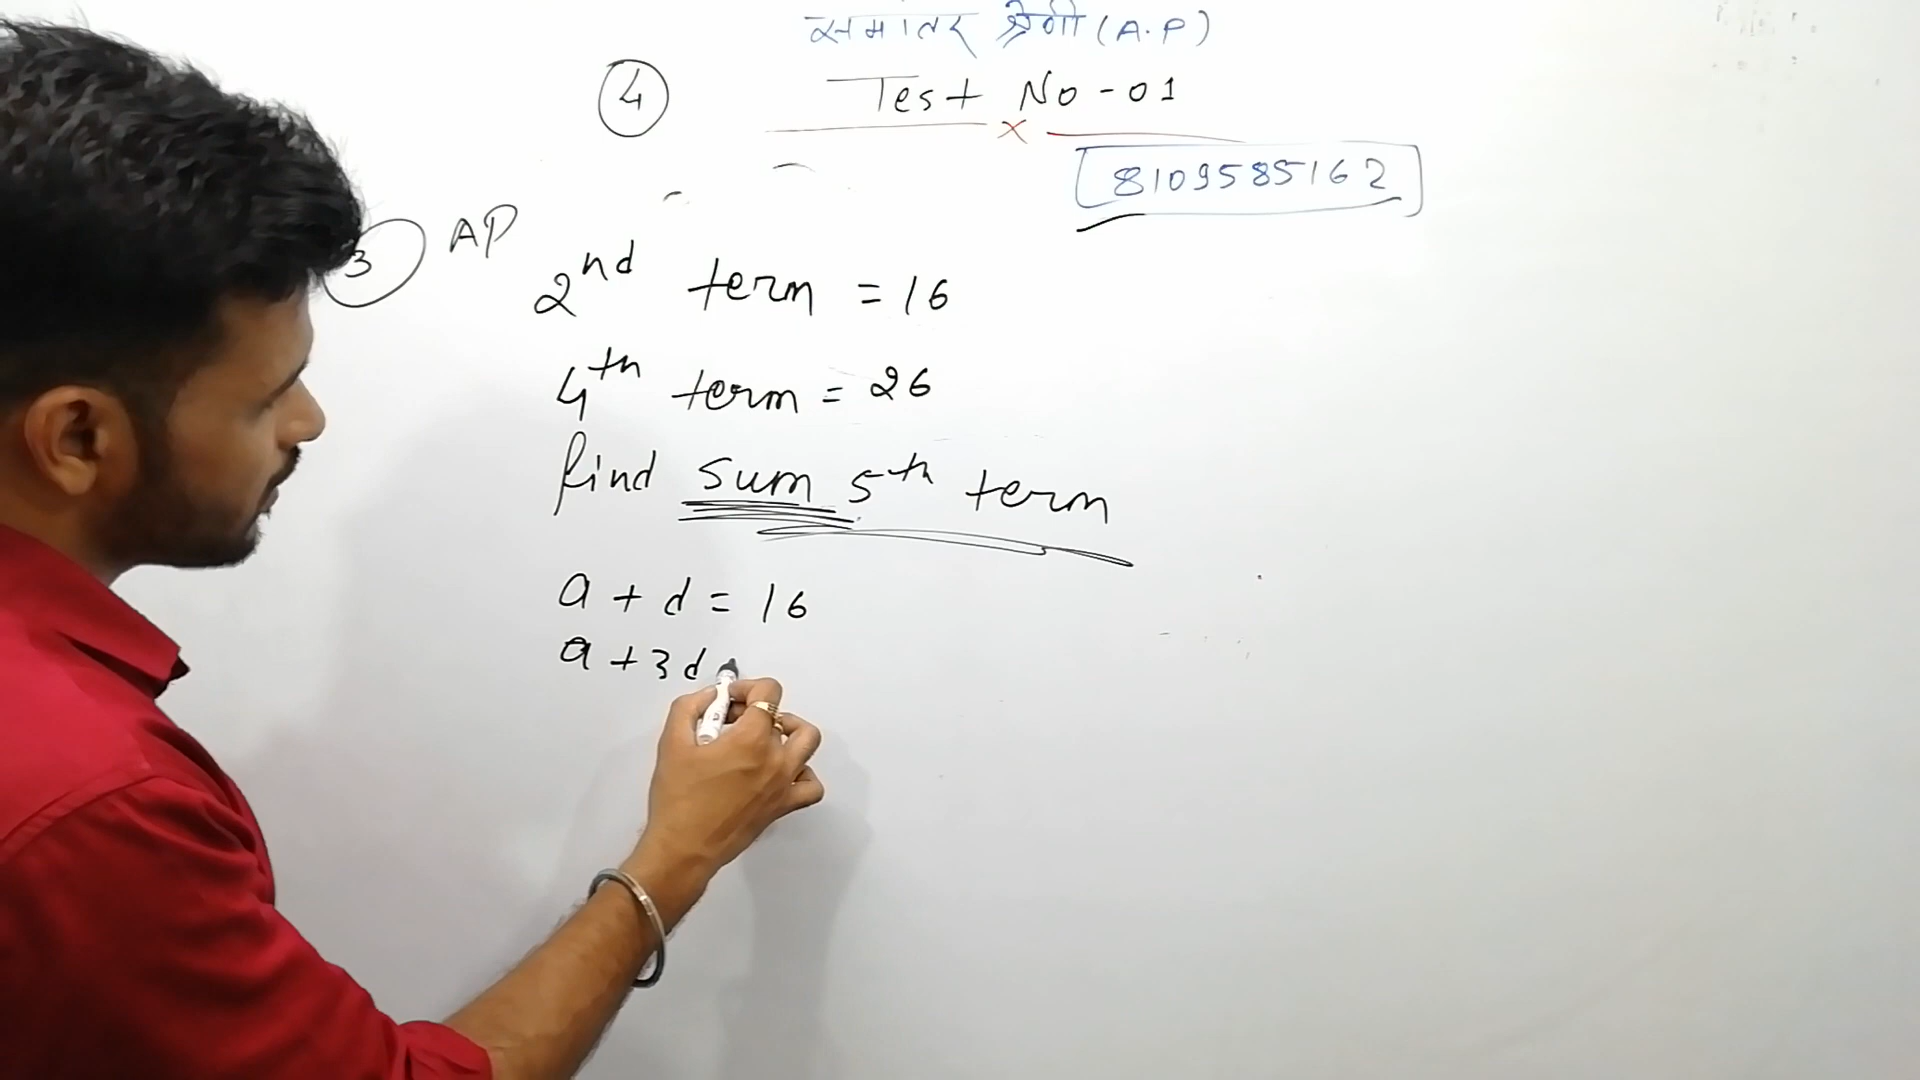 समांतर श्रेणी (A.P)
4 Test No-01
×
8109585162
3 AP
2nd term = 16
4th term = 26
find sum 5th term
a + d = 16
a + 3d